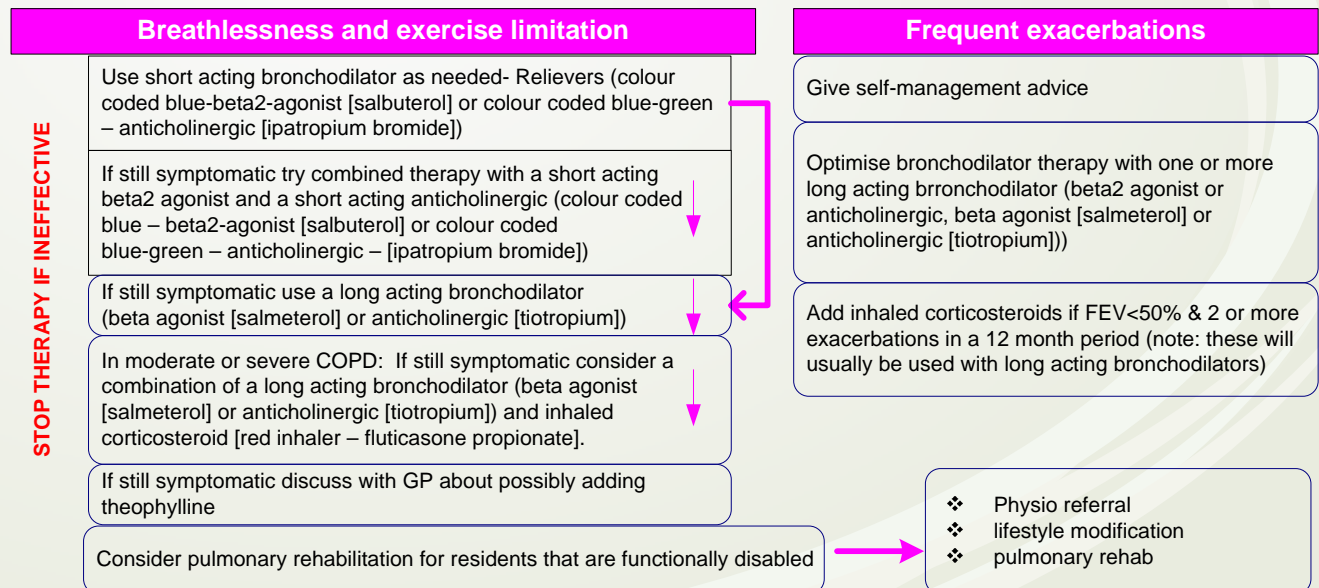 Breathlessness and exercise limitation
STOP THERAPY IF INEFFECTIVE
Use short acting bronchodilator as needed- Relievers (colour
coded blue-beta2-agonist [salbuterol] or colour coded blue-green
– anticholinergic [ipatropium bromide])
If still symptomatic try combined therapy with a short acting
beta2 agonist and a short acting anticholinergic (colour coded
blue – beta2-agonist [salbuterol] or colour coded
blue-green – anticholinergic – [ipatropium bromide])
If still symptomatic use a long acting bronchodilator
(beta agonist [salmeterol] or anticholinergic [tiotropium])
In moderate or severe COPD:  If still symptomatic consider a
combination of a long acting bronchodilator (beta agonist
[salmeterol] or anticholinergic [tiotropium]) and inhaled
corticosteroid [red inhaler – fluticasone propionate].
If still symptomatic discuss with GP about possibly adding
theophylline
Consider pulmonary rehabilitation for residents that are functionally disabled
Frequent exacerbations
Give self-management advice
Optimise bronchodilator therapy with one or more
long acting brronchodilator (beta2 agonist or
anticholinergic, beta agonist [salmeterol] or
anticholinergic [tiotropium]))
Add inhaled corticosteroids if FEV<50% & 2 or more
exacerbations in a 12 month period (note: these will
usually be used with long acting bronchodilators)
❖ Physio referral
❖ lifestyle modification
❖ pulmonary rehab